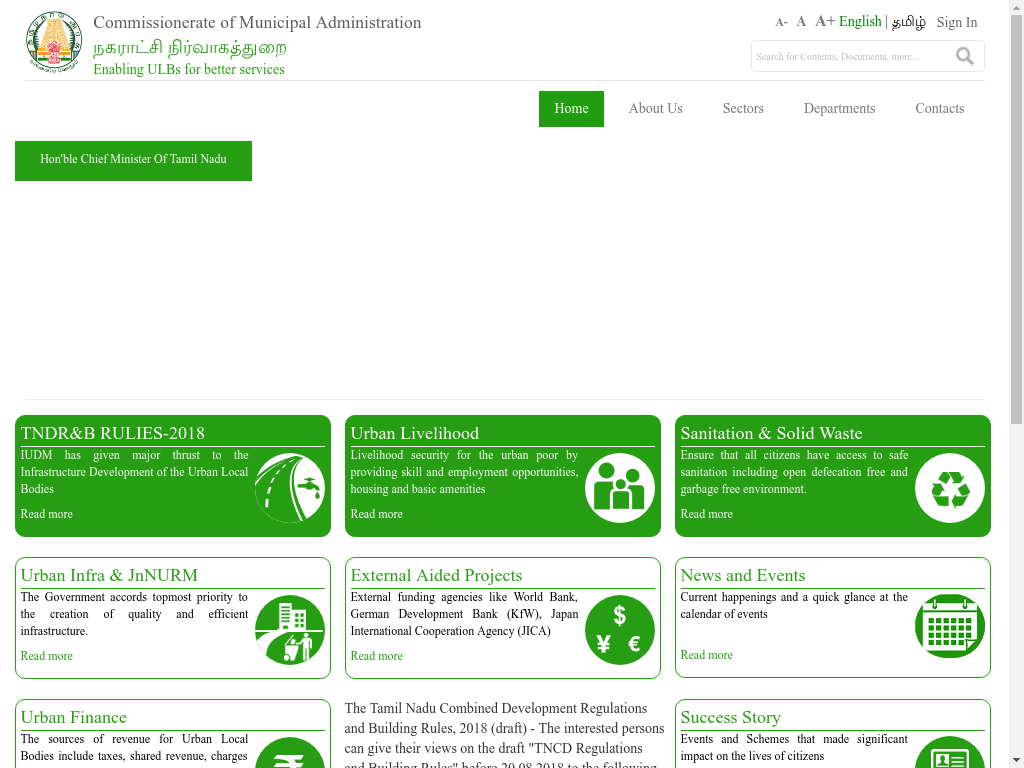 Commissionerate of Municipal Administration
நகராட்சி நிர்வாகத்துறை
Enabling ULBs for better services
A- A A+ English | தமிழ் Sign In
Search for Contents, Documents, more...
Home About Us Sectors Departments Contacts
Hon'ble Chief Minister Of Tamil Nadu
TNDR&B RULIES-2018
IUDM has given major thrust to the
Infrastructure Development of the Urban Local
Bodies
Read more
Urban Livelihood
Livelihood security for the urban poor by
providing skill and employment opportunities,
housing and basic amenities
Read more
Sanitation & Solid Waste
Ensure that all citizens have access to safe
sanitation including open defecation free and
garbage free environment.
Read more
Urban Infra & JnNURM
The Government accords topmost priority to
the creation of quality and efficient
infrastructure.
Read more
External Aided Projects
External funding agencies like World Bank,
German Development Bank (KfW), Japan
International Cooperation Agency (JICA)
Read more
News and Events
Current happenings and a quick glance at the
calendar of events
Read more
Urban Finance
The sources of revenue for Urban Local
Bodies include taxes, shared revenue, charges
The Tamil Nadu Combined Development Regulations
and Building Rules, 2018 (draft) - The interested persons
can give their views on the draft "TNCD Regulations
and Building Rules" before 20.08.2018 to the following
Success Story
Events and Schemes that made significant
impact on the lives of citizens